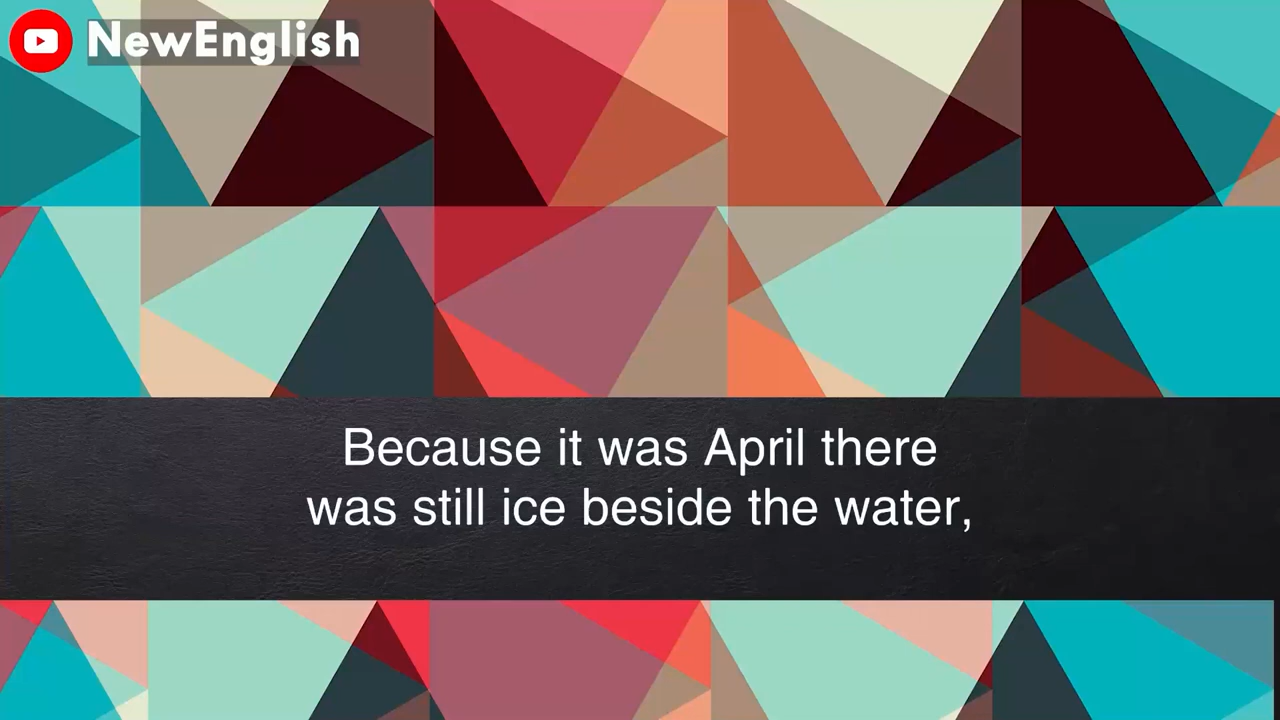 NewEnglish
Because it was April there
was still ice beside the water,